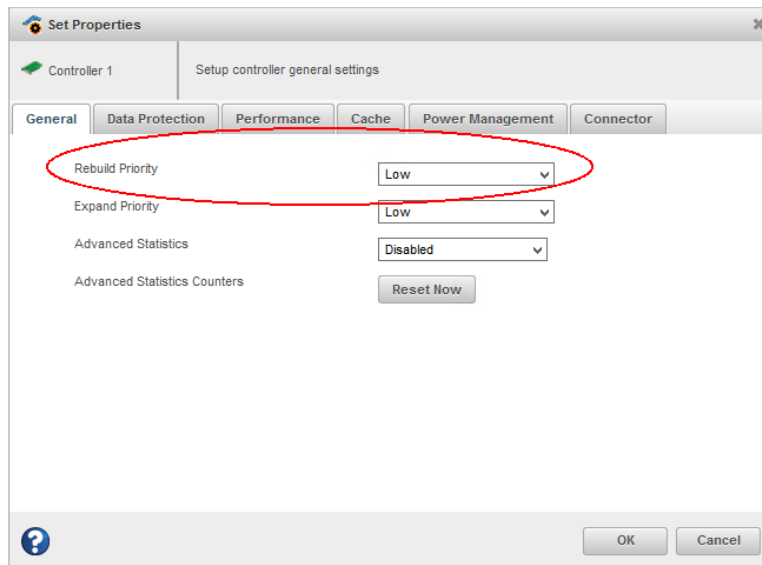 Set Properties
Controller 1
Setup controller general settings
General Data Protection Performance Cache Power Management Connector
Rebuild Priority Low
Expand Priority Low
Advanced Statistics Disabled
Advanced Statistics Counters Reset Now
? OK Cancel